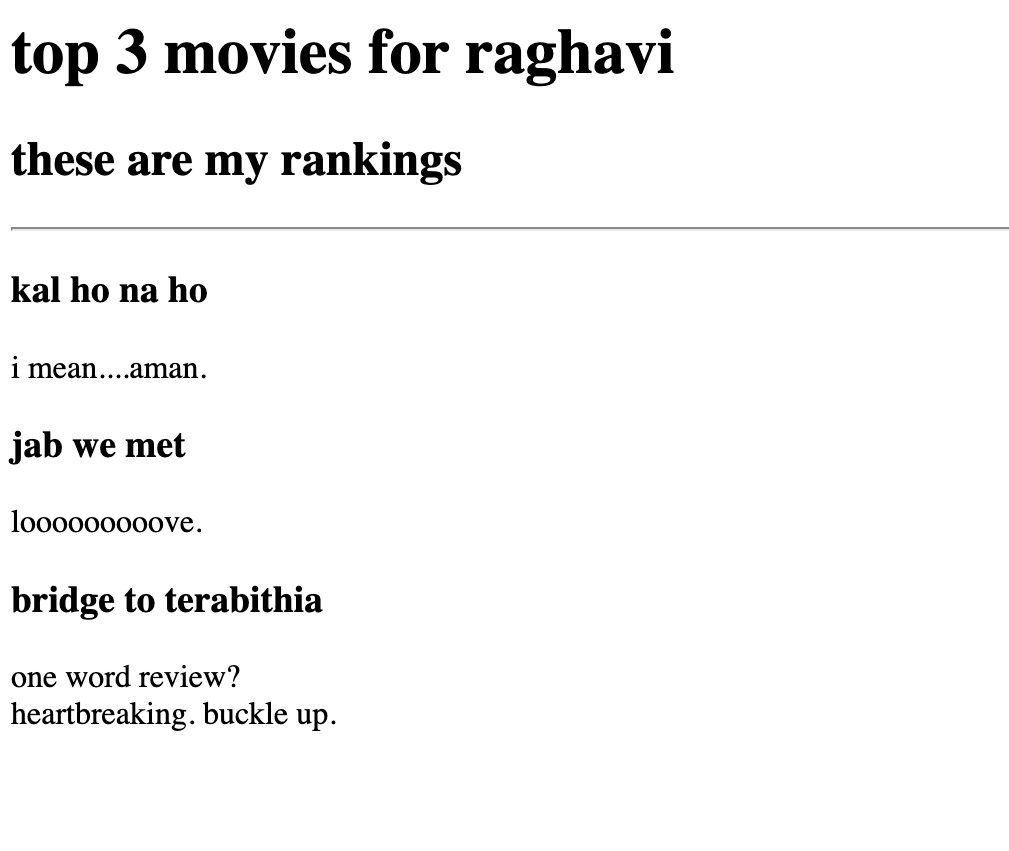 top 3 movies for raghavi
these are my rankings
kal ho na ho
i mean....aman.
jab we met
looooooooove.
bridge to terabithia
one word review?
heartbreaking. buckle up.